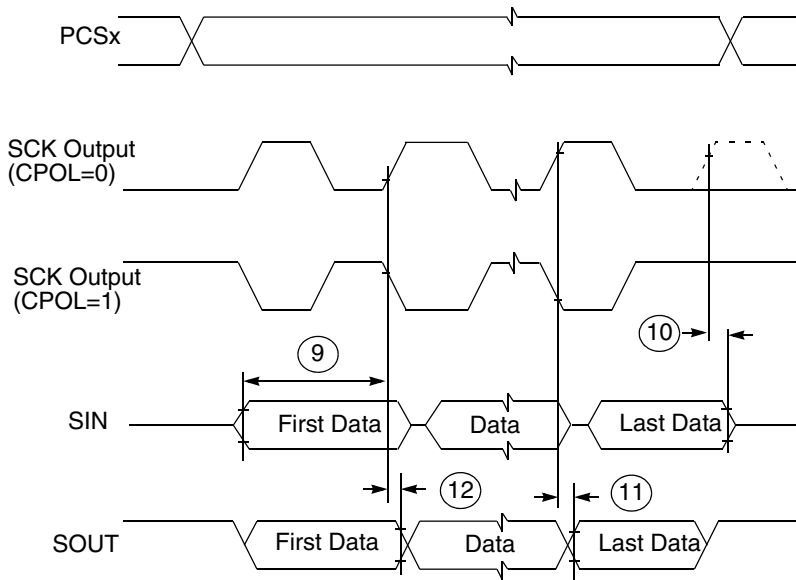 PCSx
SCK Output
(CPOL=0)
SCK Output
(CPOL=1)
10
9
SIN
First Data
Data
Last Data
12
11
SOUT
First Data
Data
Last Data